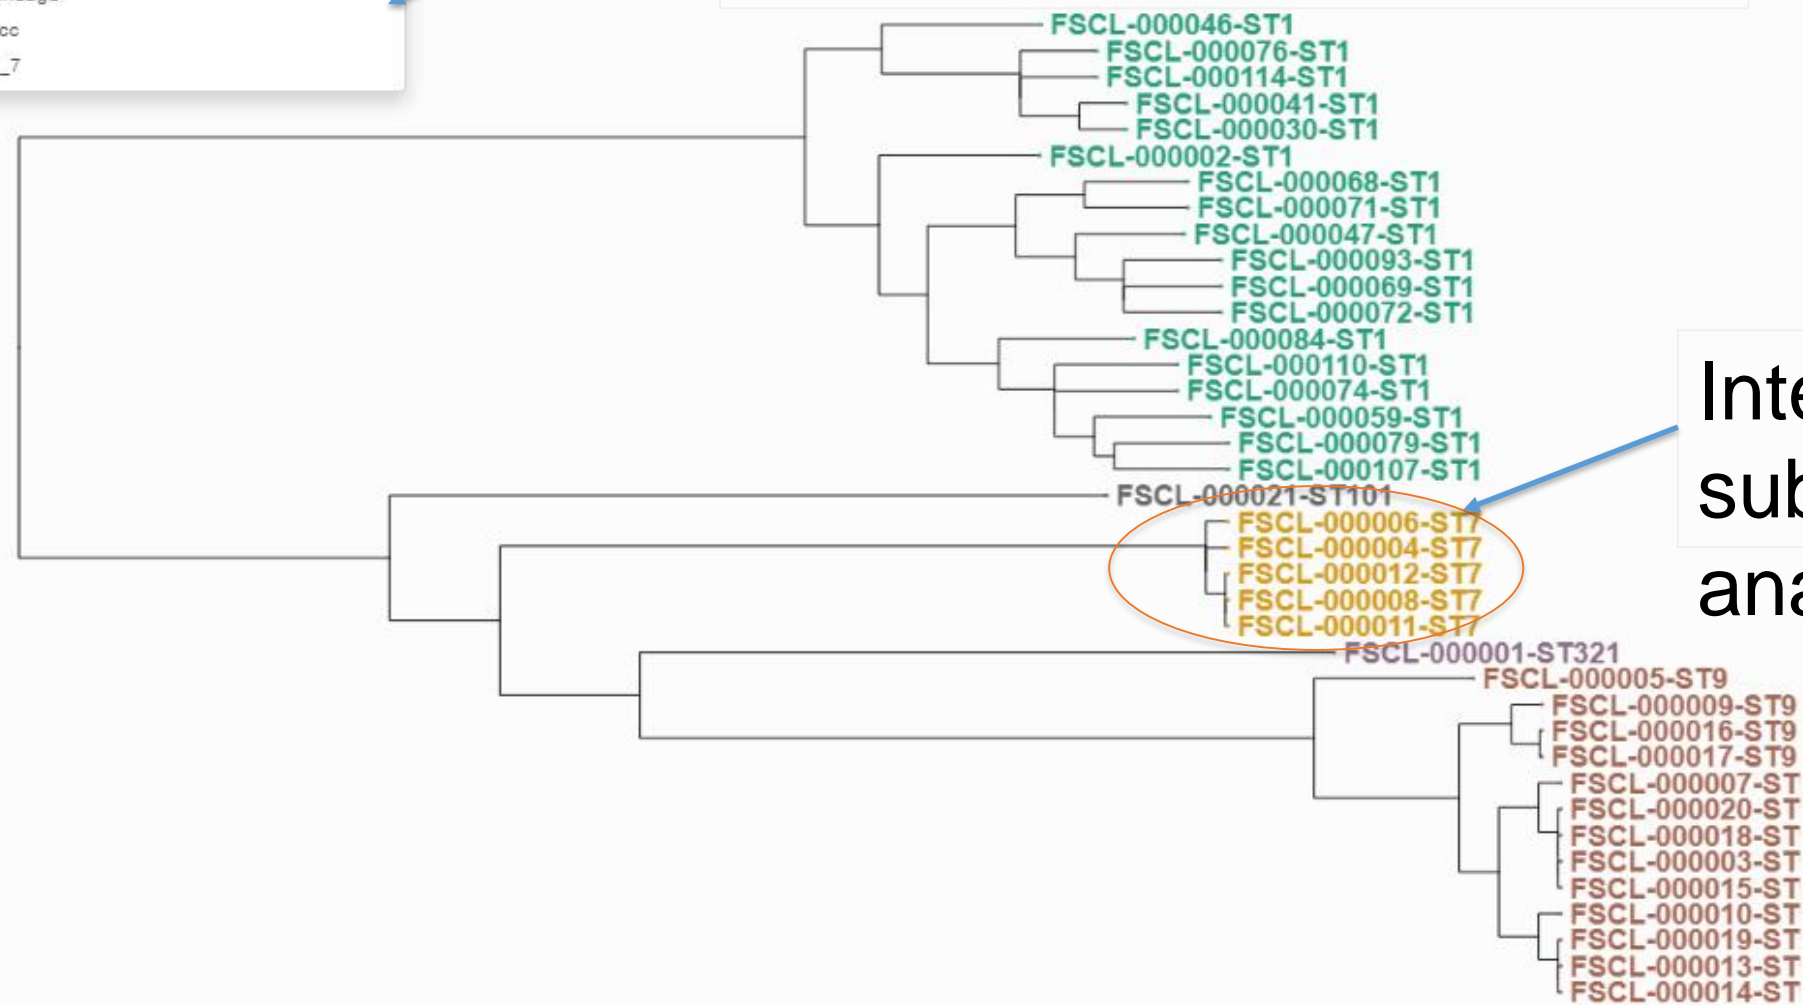 cc
_7
FSCL-000046-ST1
FSCL-000076-ST1
FSCL-000114-ST1
FSCL-000041-ST1
FSCL-000030-ST1
FSCL-000002-ST1
FSCL-000068-ST1
FSCL-000071-ST1
FSCL-000047-ST1
FSCL-000093-ST1
FSCL-000069-ST1
FSCL-000072-ST1
FSCL-000084-ST1
FSCL-000110-ST1
FSCL-000074-ST1
FSCL-000059-ST1
FSCL-000079-ST1
FSCL-000107-ST1
FSCL-000021-ST101
FSCL-000006-ST7
FSCL-000004-ST7
FSCL-000012-ST7
FSCL-000008-ST7
FSCL-000011-ST7
FSCL-000001-ST321
FSCL-000005-ST9
FSCL-000009-ST9
FSCL-000016-ST9
FSCL-000017-ST9
FSCL-000007-ST
FSCL-000020-ST
FSCL-000018-ST
FSCL-000003-ST
FSCL-000015-ST
FSCL-000010-ST
FSCL-000019-ST
FSCL-000013-ST
FSCL-000014-ST
Inte
sub
ana